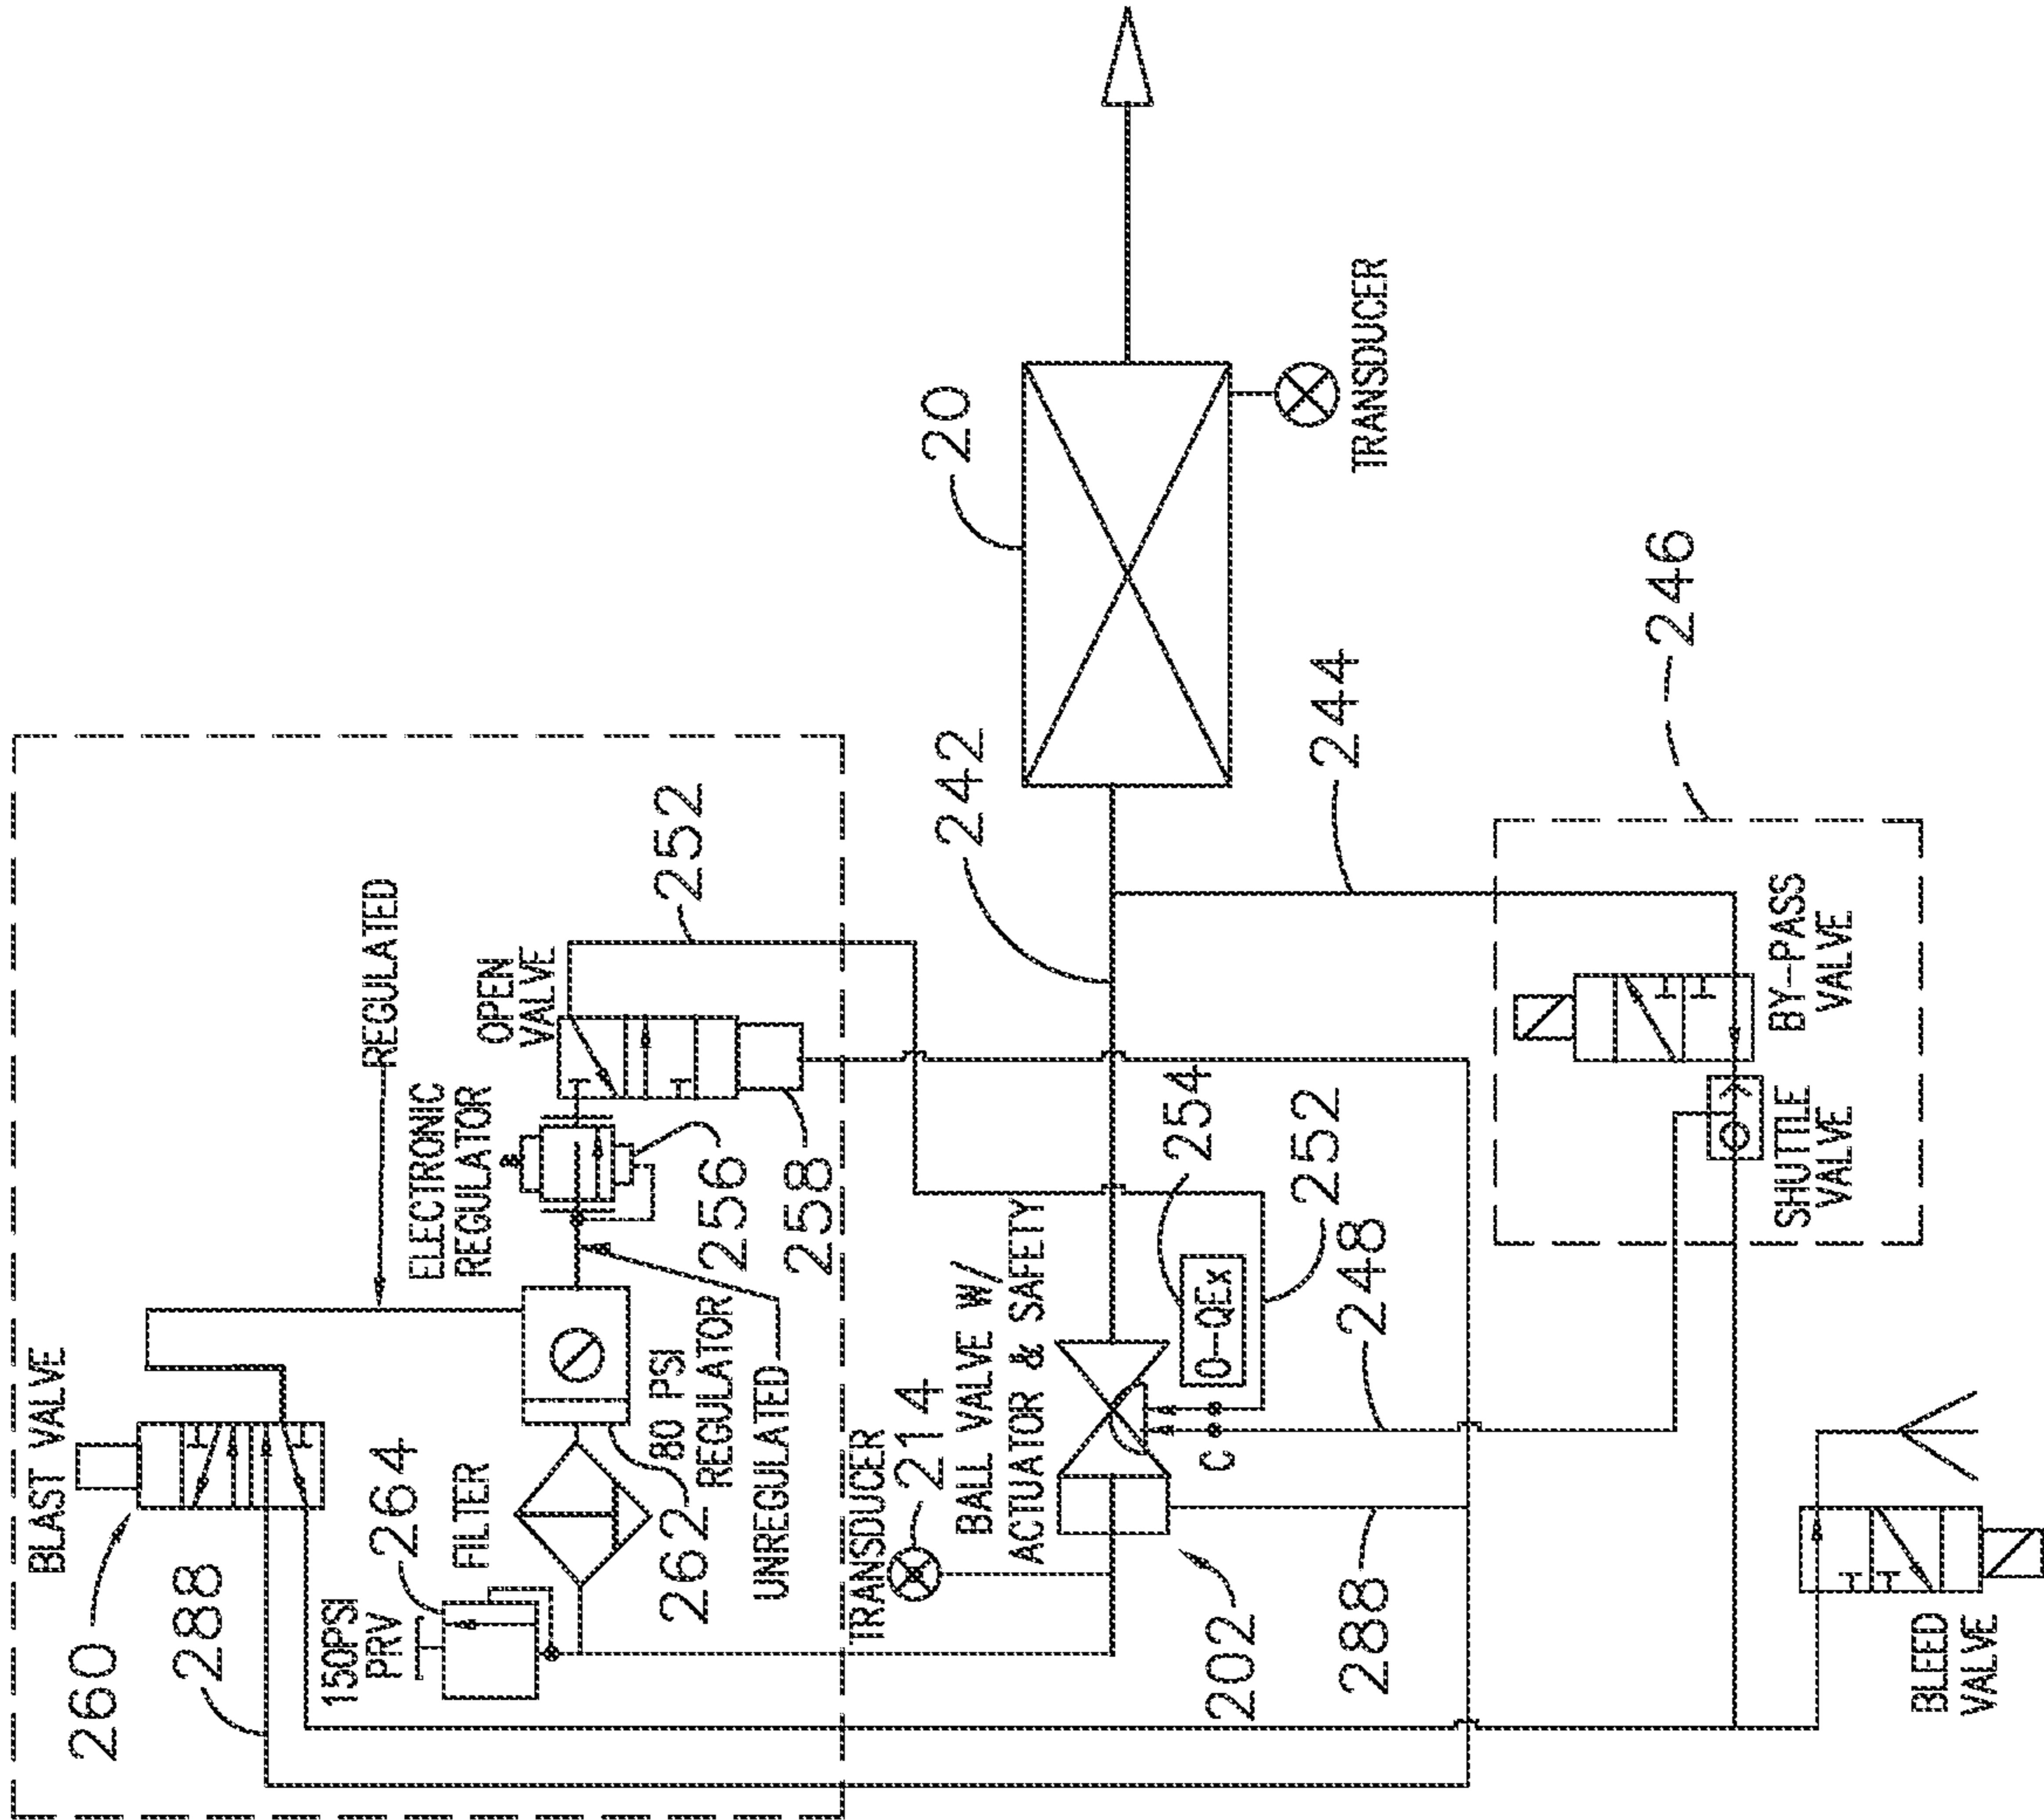 BLAST VALVE
260
288
150PSI
PRV
264
FILTER
262
80 PSI
REGULATOR
UNREGULATED
REGULATED
ELECTRONIC
REGULATOR
256
258
OPEN
VALVE
252
TRANSDUCER
214
BALL VALVE W/
ACTUATOR & SAFETY
254
O-QEx
252
C
248
202
288
242
20
TRANSDUCER
244
246
BY-PASS
VALVE
SHUTTLE
VALVE
BLEED
VALVE